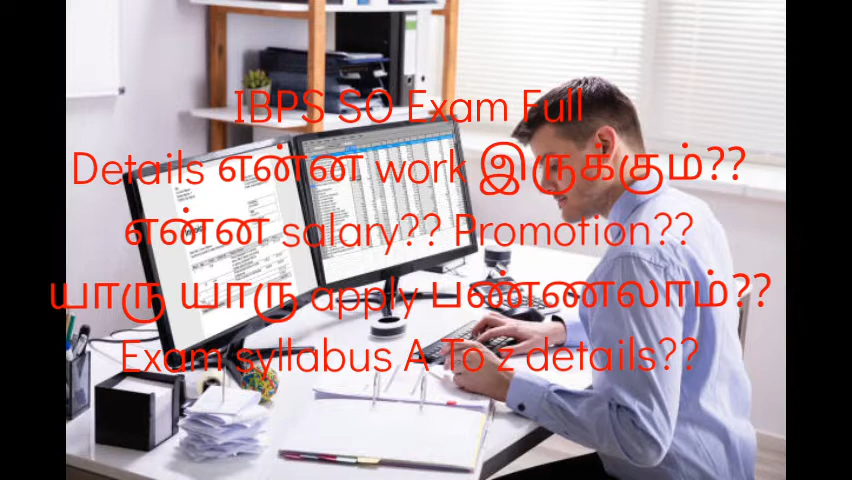 IBPS SO Exam Full
Details என்ன work இருக்கும்??
என்ன salary?? Promotion??
யாரு யாரு apply பண்ணலாம்??
Exam syllabus A To z details??